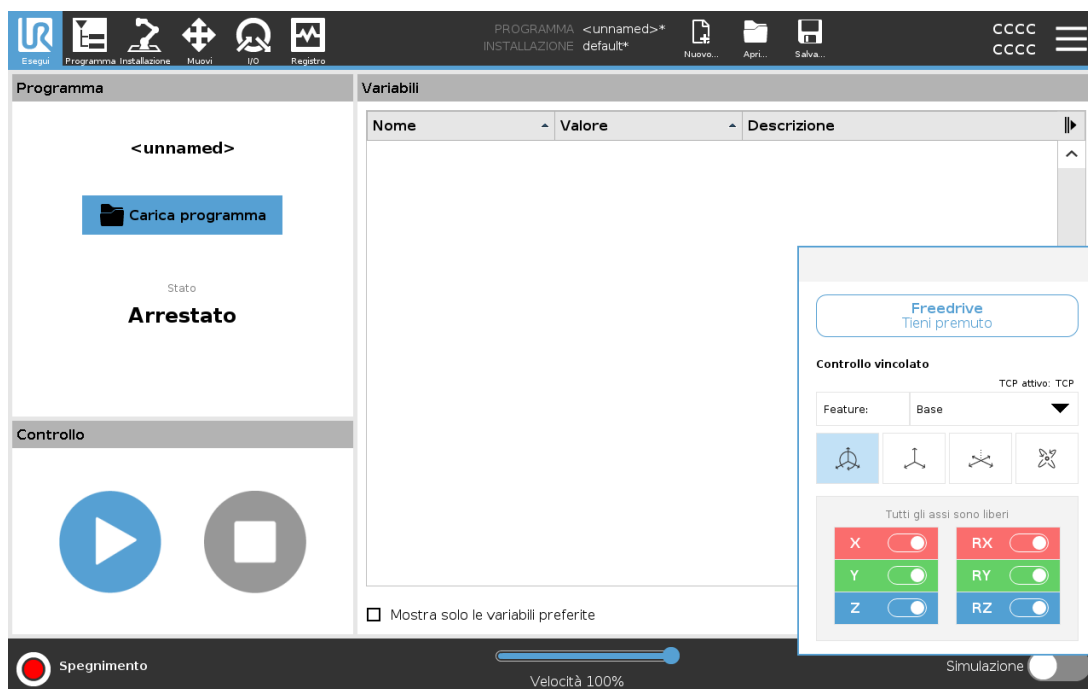 UR
Esegui
Programma
Installazione
Muovi
I/O
Registro
PROGRAMMA <unnamed>*
INSTALLAZIONE default*
Nuovo...
Apri...
Salva...
CCCC
CCCC
Programma
<unnamed>
Carica programma
Stato
Arrestato
Controllo
Variabili
Nome Valore Descrizione
Mostra solo le variabili preferite
Freedrive
Tieni premuto
Controllo vincolato
TCP attivo: TCP
Feature: Base
Tutti gli assi sono liberi
X RX
Y RY
Z RZ
Spegnimento
Velocità 100%
Simulazione